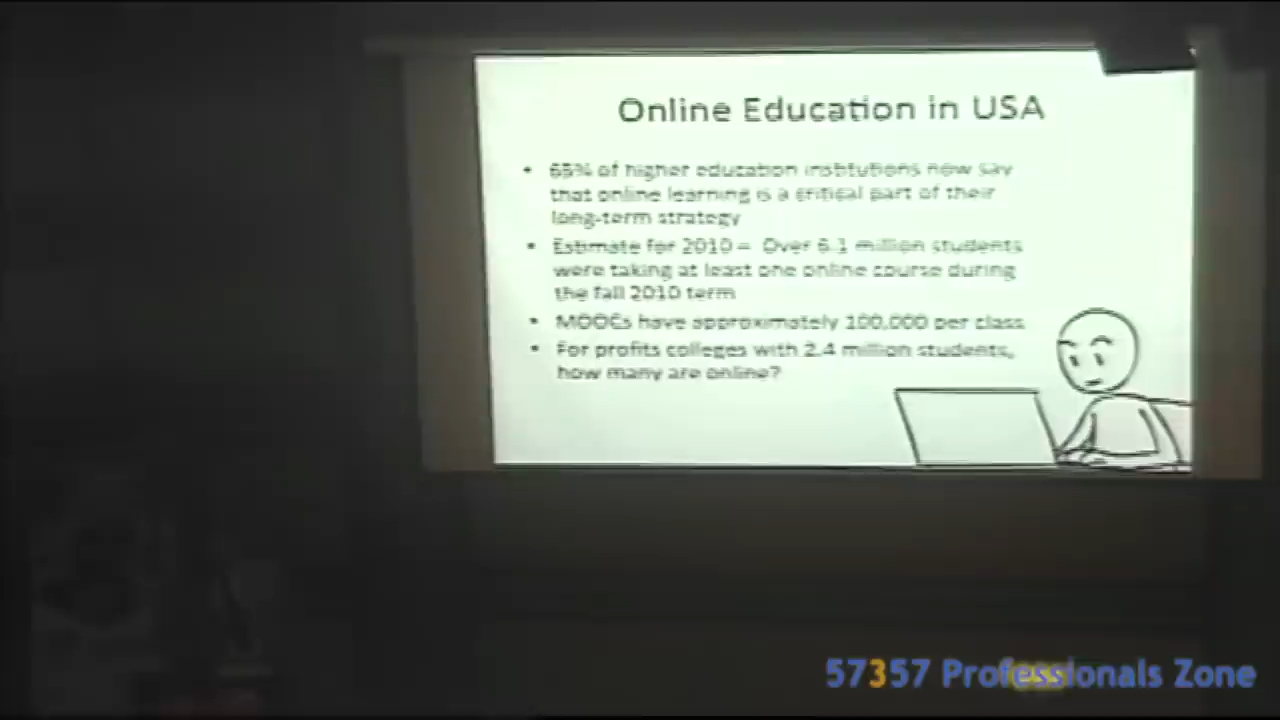 Online Education in USA
• 65% of higher education institutions now say
that online learning is a critical part of their
long-term strategy
• Estimate for 2010 – Over 6.1 million students
were taking at least one online course during
the fall 2010 term
• MOOCs have approximately 100,000 per class
• For profits colleges with 2.4 million students,
how many are online?
57357 Professionals Zone